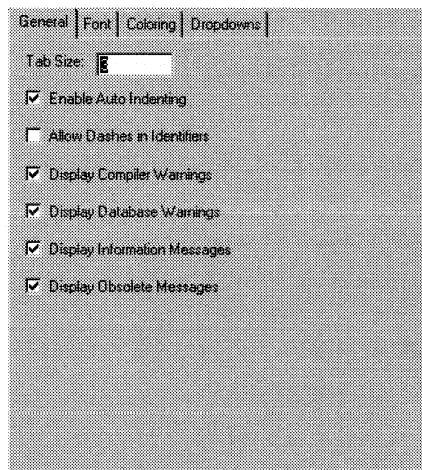 General Font Coloring Dropdowns
Tab Size: 3
Enable Auto Indenting
Allow Dashes in Identifiers
Display Compiler Warnings
Display Database Warnings
Display Information Messages
Display Obsolete Messages